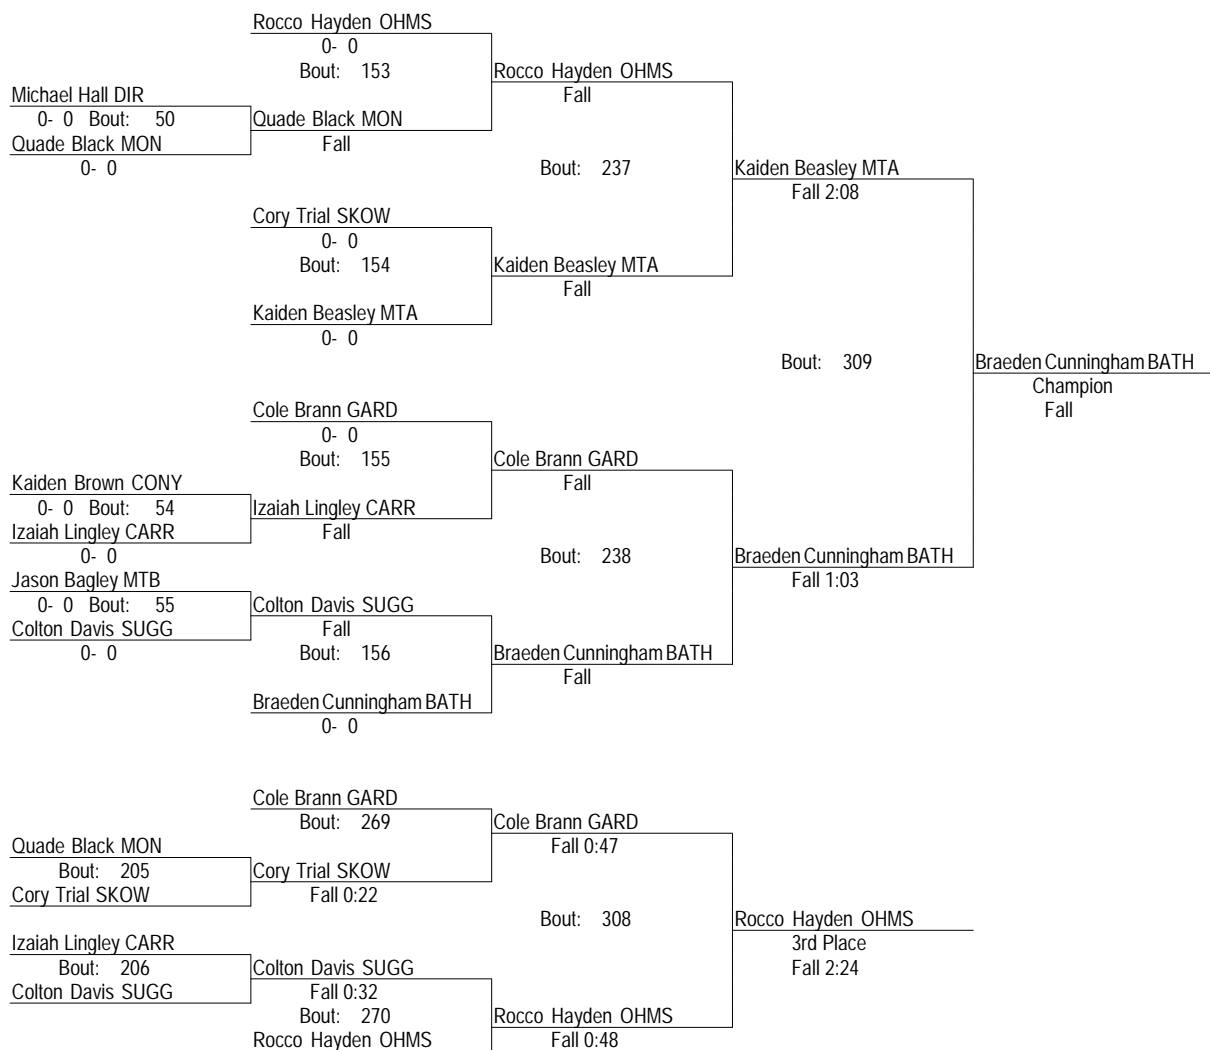 Rocco Hayden OHMS
0- 0
Bout: 153
Rocco Hayden OHMS
Fall
Michael Hall DIR
0- 0 Bout: 50
Quade Black MON
Fall
Quade Black MON
0- 0
Bout: 237
Kaiden Beasley MTA
Fall 2:08
Cory Trial SKOW
0- 0
Bout: 154
Kaiden Beasley MTA
Fall
Kaiden Beasley MTA
0- 0
Bout: 309
Braeden Cunningham BATH
Champion
Fall
Cole Brann GARD
0- 0
Bout: 155
Cole Brann GARD
Fall
Kaiden Brown CONY
0- 0 Bout: 54
Izaiah Lingley CARR
Fall
Izaiah Lingley CARR
0- 0
Bout: 238
Braeden Cunningham BATH
Fall 1:03
Jason Bagley MTB
0- 0 Bout: 55
Colton Davis SUGG
Fall
Colton Davis SUGG
0- 0
Bout: 156
Braeden Cunningham BATH
Fall
Braeden Cunningham BATH
0- 0
Cole Brann GARD
Bout: 269
Cole Brann GARD
Fall 0:47
Quade Black MON
Bout: 205
Cory Trial SKOW
Fall 0:22
Cory Trial SKOW
Bout: 308
Rocco Hayden OHMS
3rd Place
Fall 2:24
Izaiah Lingley CARR
Bout: 206
Colton Davis SUGG
Fall 0:32
Colton Davis SUGG
Bout: 270
Rocco Hayden OHMS
Fall 0:48
Rocco Hayden OHMS